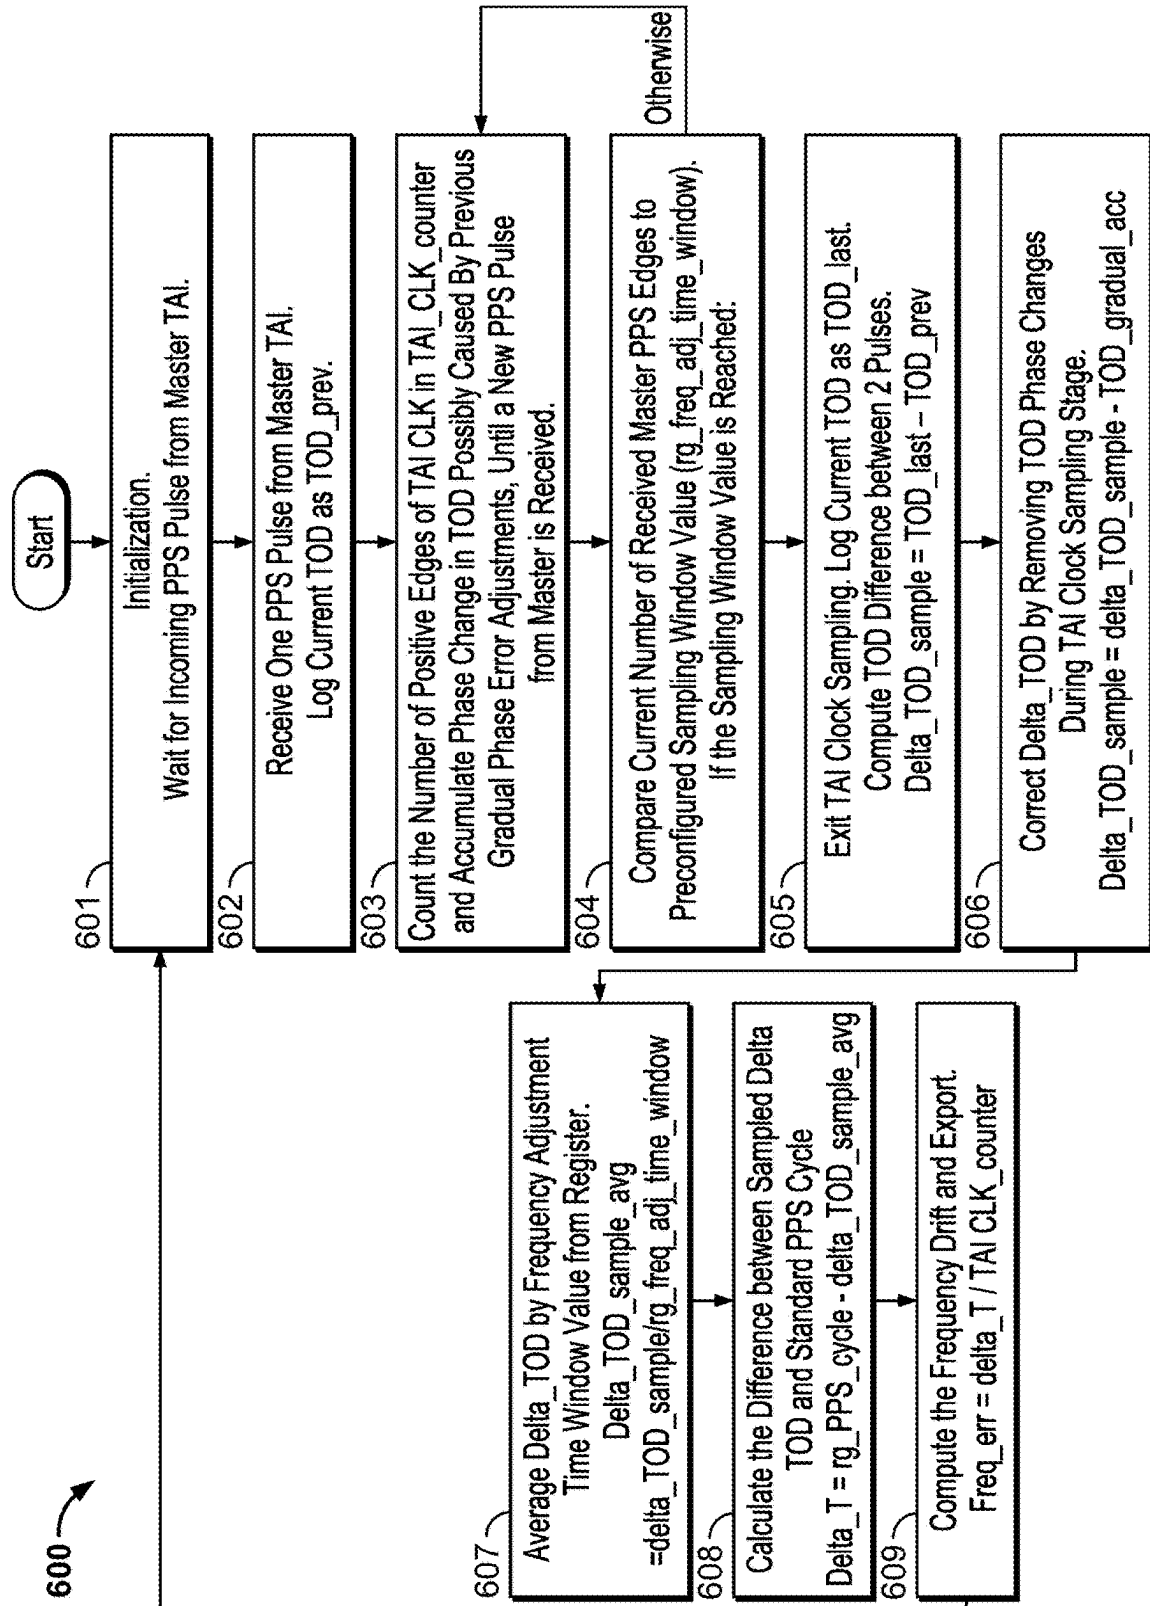 600
Start
601
Initialization.
Wait for Incoming PPS Pulse from Master TAI.
602
Receive One PPS Pulse from Master TAI.
Log Current TOD as TOD_prev.
603
Count the Number of Positive Edges of TAI CLK in TAI_CLK_counter
and Accumulate Phase Change in TOD Possibly Caused By Previous
Gradual Phase Error Adjustments, Until a New PPS Pulse
from Master is Received.
Otherwise
604
Compare Current Number of Received Master PPS Edges to
Preconfigured Sampling Window Value (rg_freq_adj_time_window).
If the Sampling Window Value is Reached:
605
Exit TAI Clock Sampling. Log Current TOD as TOD_last.
Compute TOD Difference between 2 Pulses.
Delta_TOD_sample = TOD_last – TOD_prev
606
Correct Delta_TOD by Removing TOD Phase Changes
During TAI Clock Sampling Stage.
Delta_TOD_sample = delta_TOD_sample - TOD_gradual_acc
607
Average Delta_TOD by Frequency Adjustment
Time Window Value from Register.
Delta_TOD_sample_avg
=delta_TOD_sample/rg_freq_adj_time_window
608
Calculate the Difference between Sampled Delta
TOD and Standard PPS Cycle
Delta_T = rg_PPS_cycle - delta_TOD_sample_avg
609
Compute the Frequency Drift and Export.
Freq_err = delta_T / TAI CLK_counter